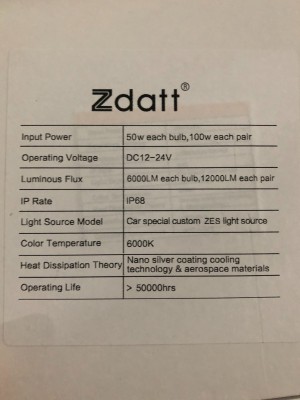 Zdatt®
Input Power 50w each bulb,100w each pair
Operating Voltage DC12-24V
Luminous Flux 6000LM each bulb,12000LM each pair
IP Rate IP68
Light Source Model Car special custom ZES light source
Color Temperature 6000K
Heat Dissipation Theory Nano silver coating cooling
technology & aerospace materials
Operating Life > 50000hrs